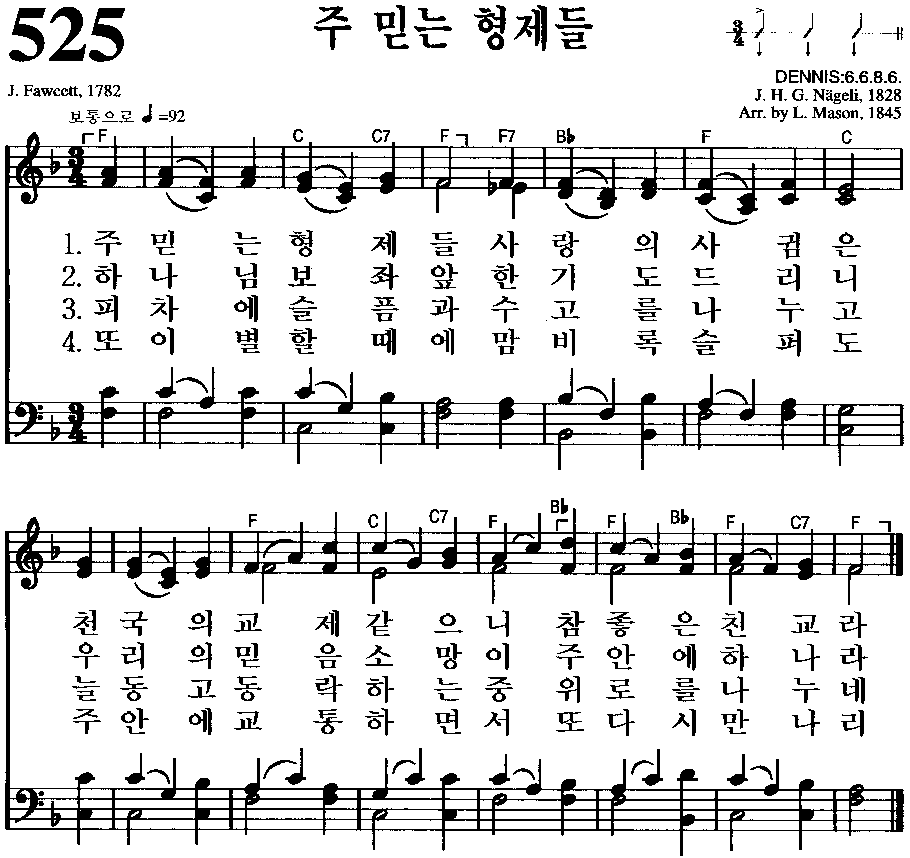 525 주 믿는 형제들 3/4
DENNIS:6.6.8.6.
J. Fawcett, 1782 J. H. G. Nägeli, 1828
보통으로 ♩=92 Arr. by L. Mason, 1845
F C C7 F F7 B♭ F C
3/4
1. 주 믿 는 형 제 들 사 랑 의 사 귐 은
2. 하 나 님 보 좌 앞 한 기 도 드 리 니
3. 피 차 에 슬 픔 과 수 고 를 나 누 고
4. 또 이 별 할 때 에 맘 비 록 슬 퍼 도
3/4
F C C7 F B♭ F B♭ F C7 F
천 국 의 교 제 같 으 니 참 좋 은 친 교 라
우 리 의 믿 음 소 망 이 주 안 에 하 나 라
늘 동 고 동 락 하 는 중 위 로 를 나 누 네
주 안 에 교 통 하 면 서 또 다 시 만 나 리